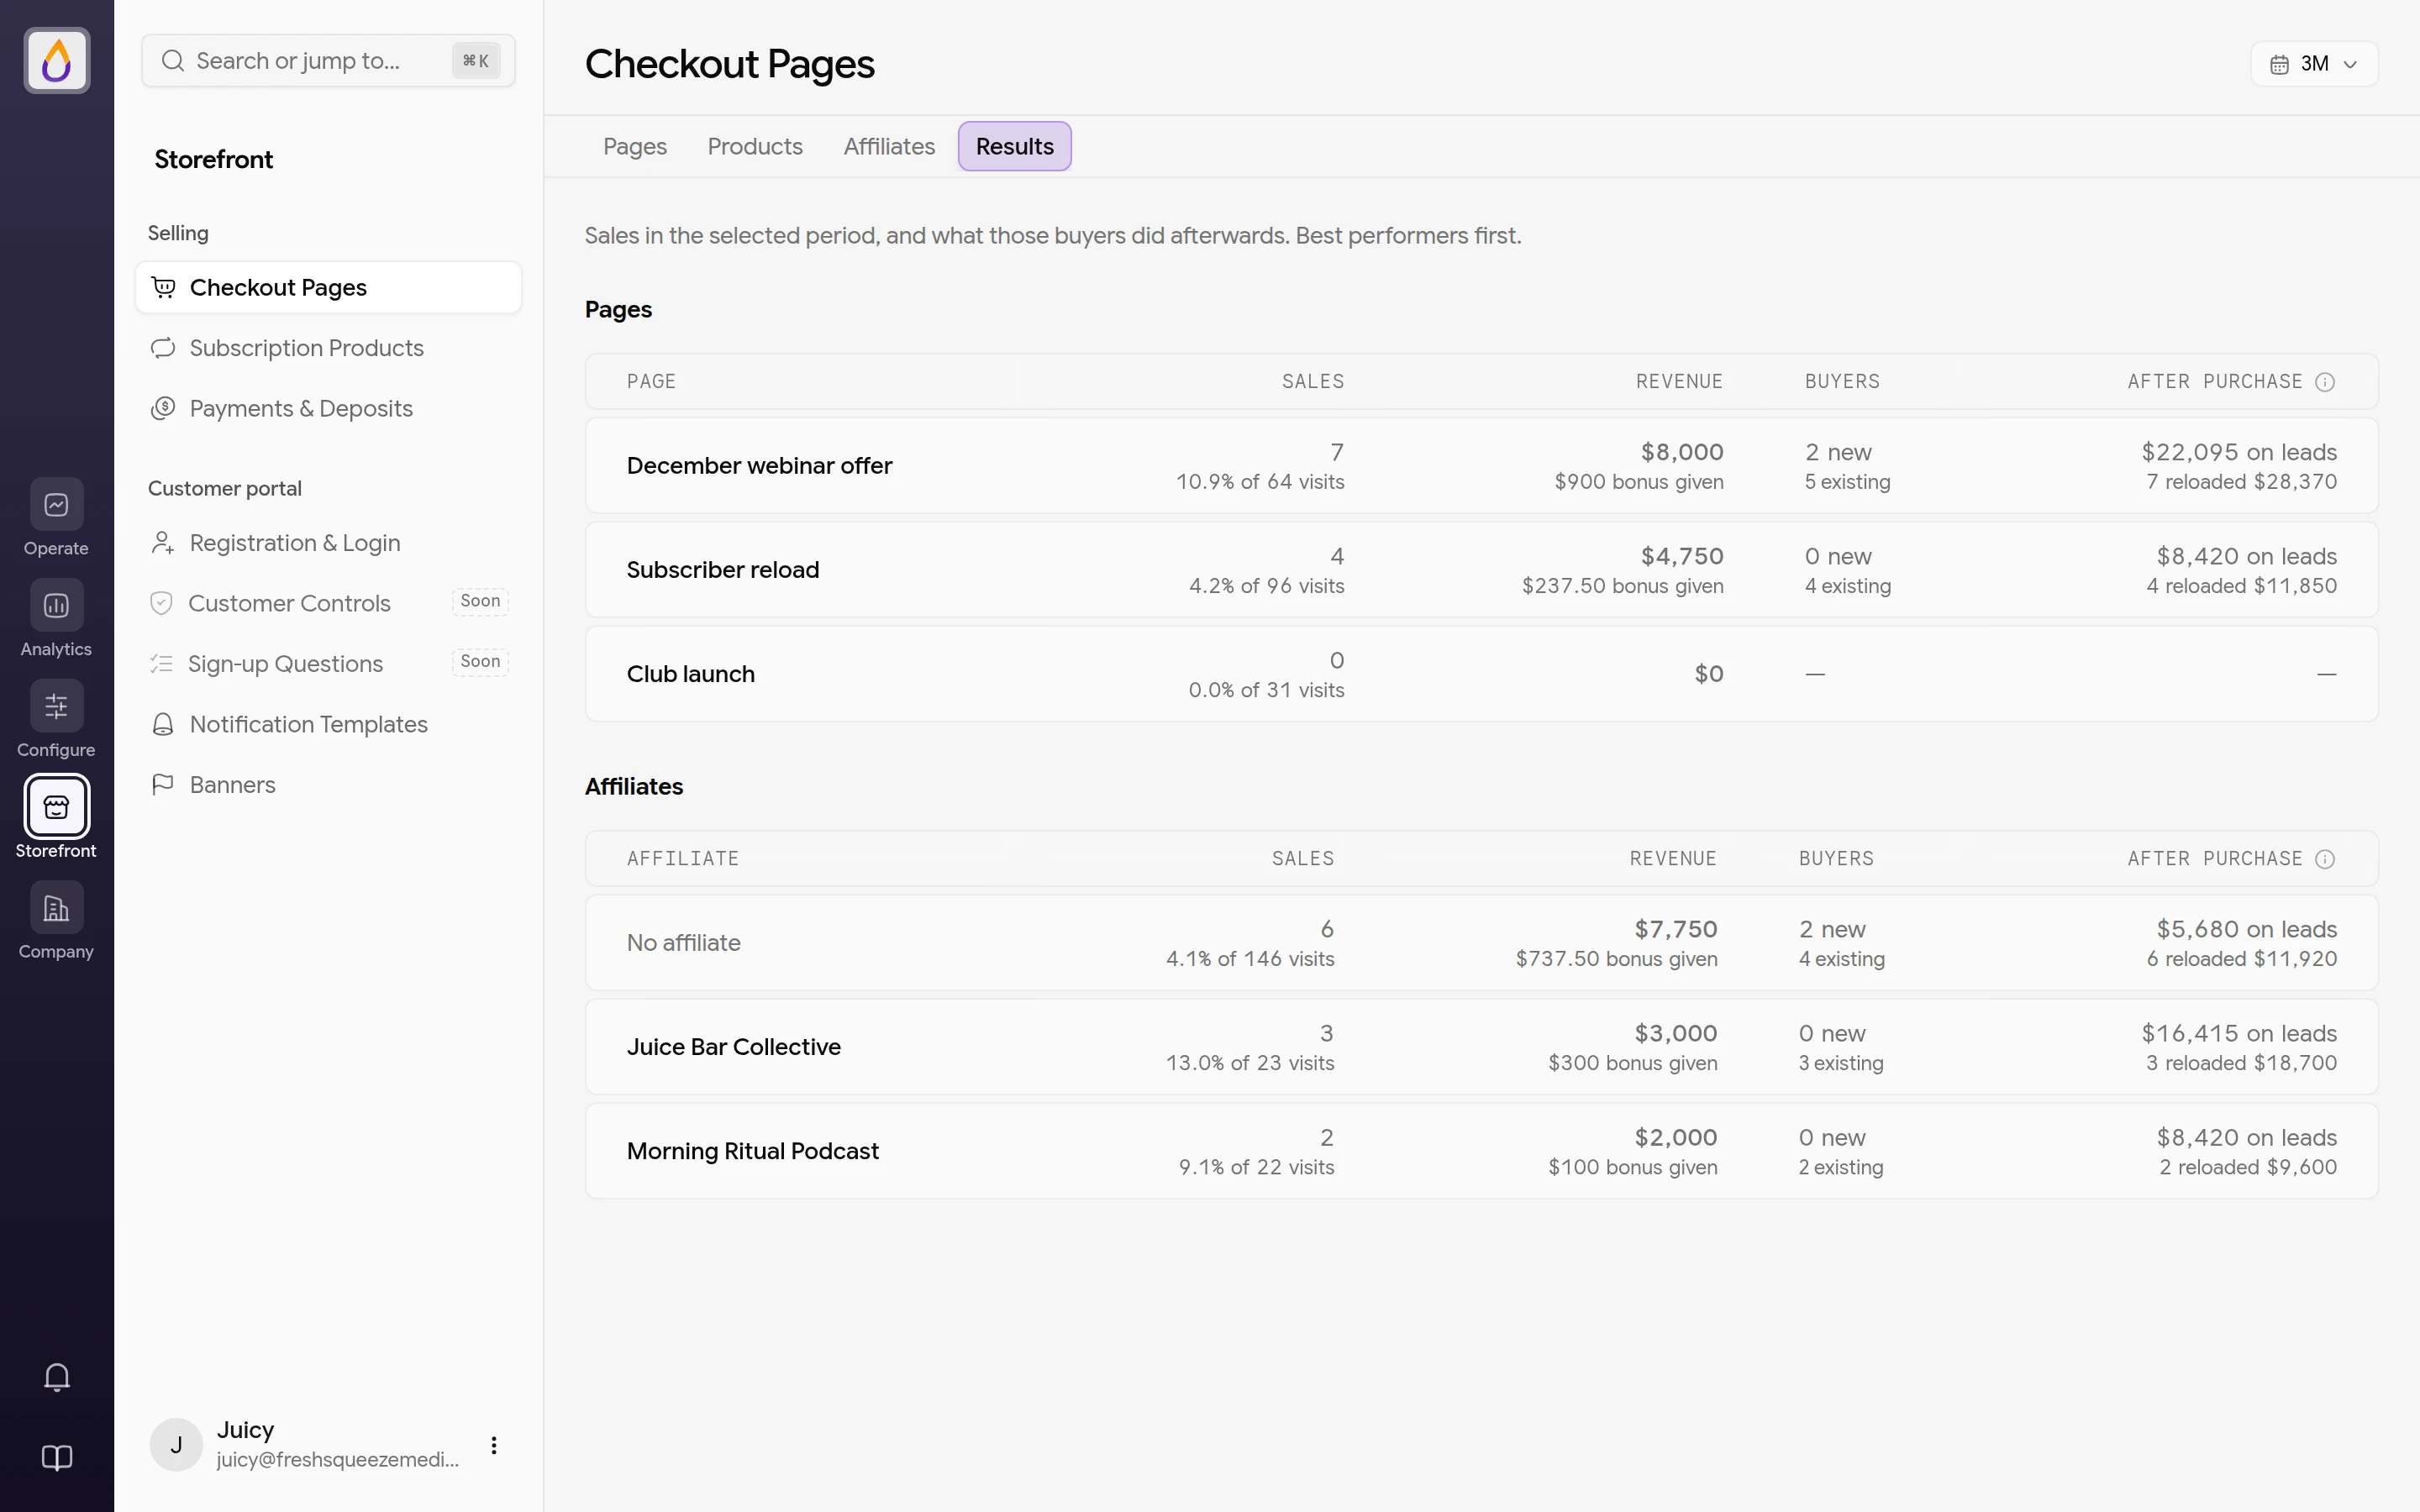 Search or jump to...
⌘K
Storefront
Selling
Checkout Pages
Subscription Products
Payments & Deposits
Customer portal
Registration & Login
Customer Controls
Soon
Sign-up Questions
Soon
Notification Templates
Banners
Operate
Analytics
Configure
Storefront
Company
J
Juicy
juicy@freshsqueezemedi...
Checkout Pages
3M
Pages
Products
Affiliates
Results
Sales in the selected period, and what those buyers did afterwards. Best performers first.
Pages
PAGE SALES REVENUE BUYERS AFTER PURCHASE
December webinar offer
7 $8,000 2 new $22,095 on leads
10.9% of 64 visits $900 bonus given 5 existing 7 reloaded $28,370
Subscriber reload
4 $4,750 0 new $8,420 on leads
4.2% of 96 visits $237.50 bonus given 4 existing 4 reloaded $11,850
Club launch
0 $0 — —
0.0% of 31 visits
Affiliates
AFFILIATE SALES REVENUE BUYERS AFTER PURCHASE
No affiliate
6 $7,750 2 new $5,680 on leads
4.1% of 146 visits $737.50 bonus given 4 existing 6 reloaded $11,920
Juice Bar Collective
3 $3,000 0 new $16,415 on leads
13.0% of 23 visits $300 bonus given 3 existing 3 reloaded $18,700
Morning Ritual Podcast
2 $2,000 0 new $8,420 on leads
9.1% of 22 visits $100 bonus given 2 existing 2 reloaded $9,600